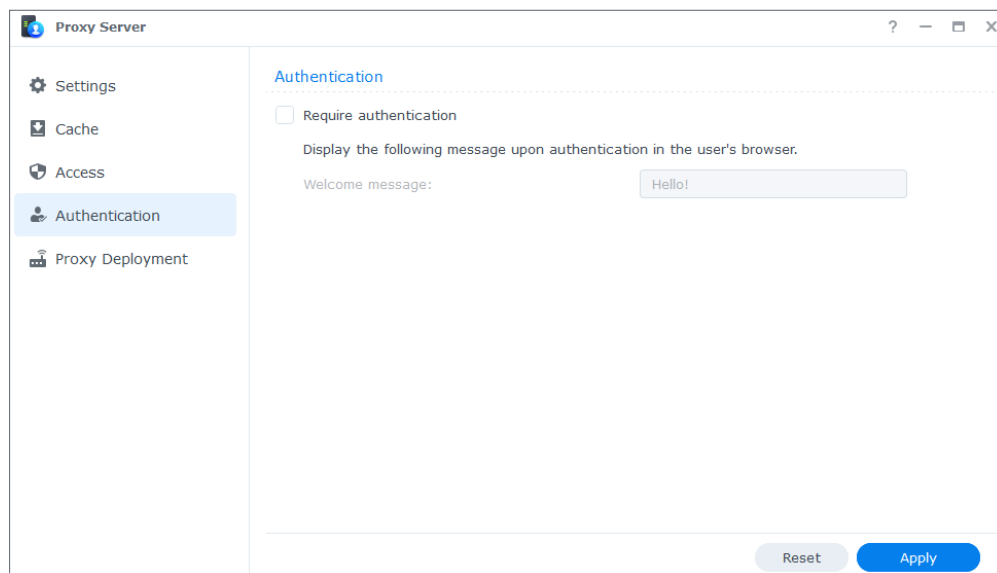 Proxy Server
?
Settings
Cache
Access
Authentication
Proxy Deployment
Authentication
Require authentication
Display the following message upon authentication in the user's browser.
Welcome message: Hello!
Reset Apply